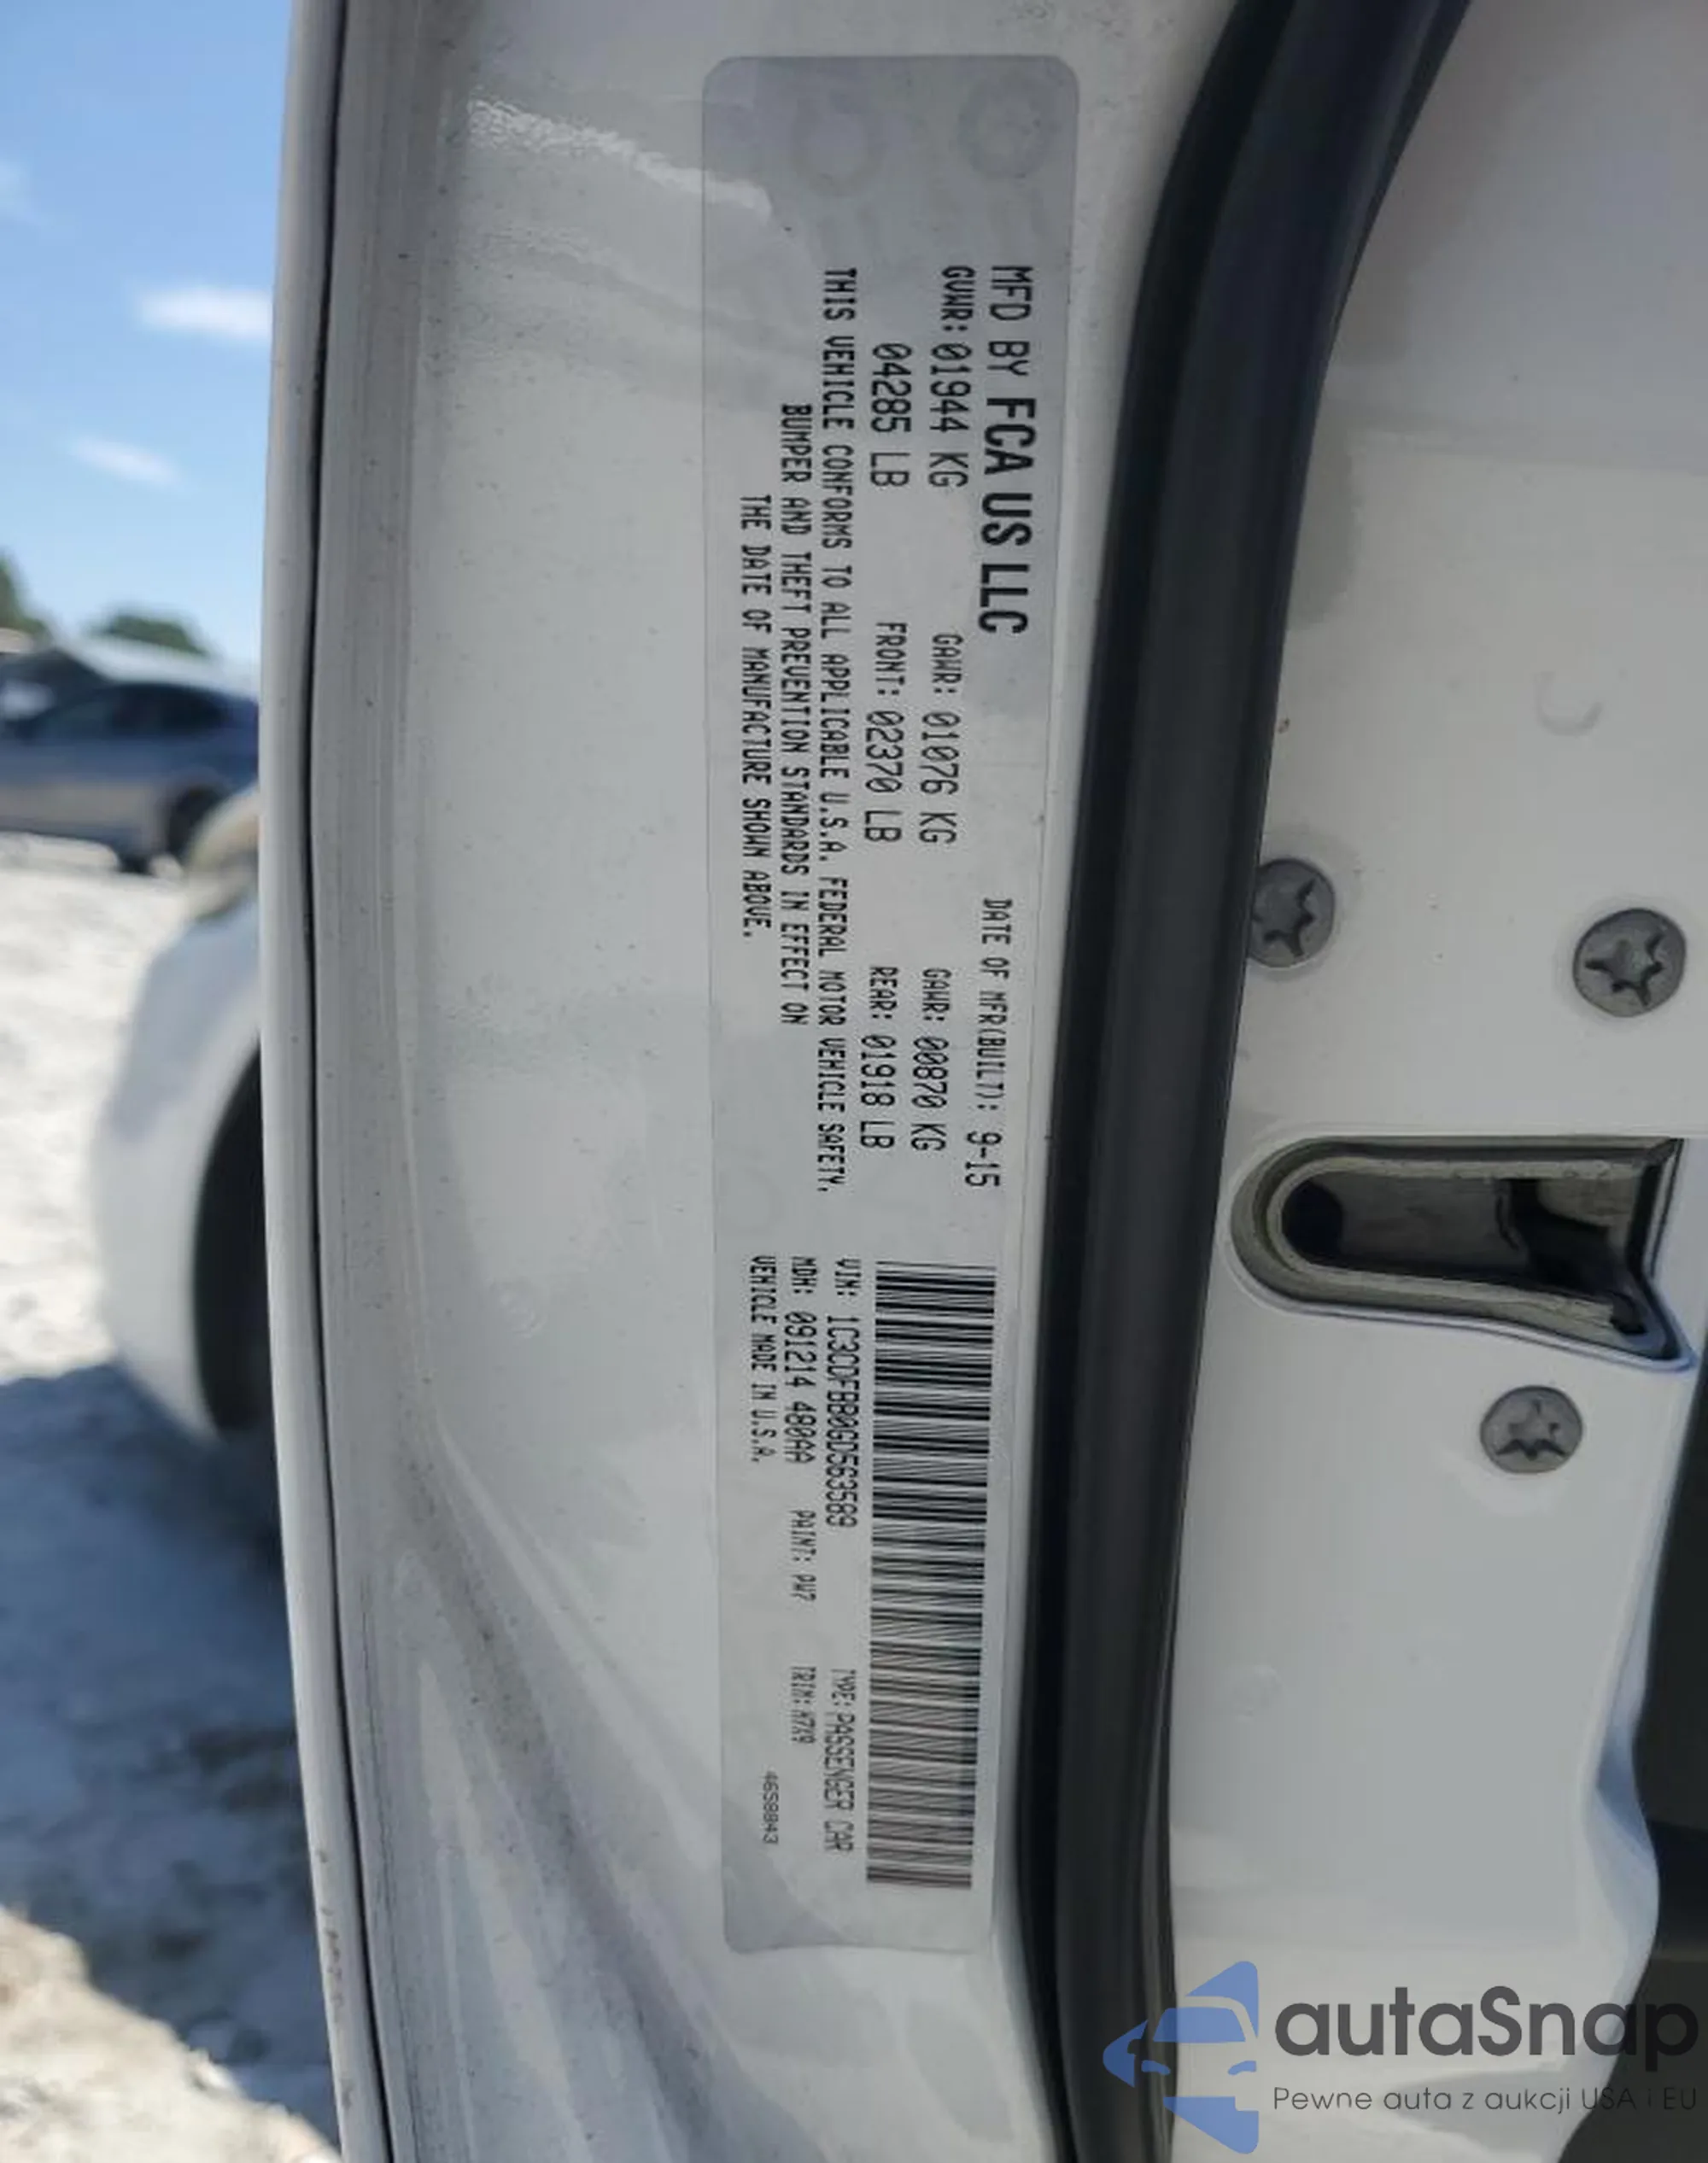 MFD BY FCA US LLC
DATE OF MFR(BUILT): 9-15
GVWR: 01944 KG GAWR: 01076 KG GAWR: 00870 KG
04285 LB FRONT: 02370 LB REAR: 01918 LB
THIS VEHICLE CONFORMS TO ALL APPLICABLE U.S.A. FEDERAL MOTOR VEHICLE SAFETY,
BUMPER AND THEFT PREVENTION STANDARDS IN EFFECT ON
THE DATE OF MANUFACTURE SHOWN ABOVE.
VIN: 1C3CDFBB0GD563589 TYPE: PASSENGER CAR
MDH: 091214 480AA PAINT: PW7 TRIM: H7X9
VEHICLE MADE IN U.S.A. 4658843
autaSnap
Pewne auta z aukcji USA i EU